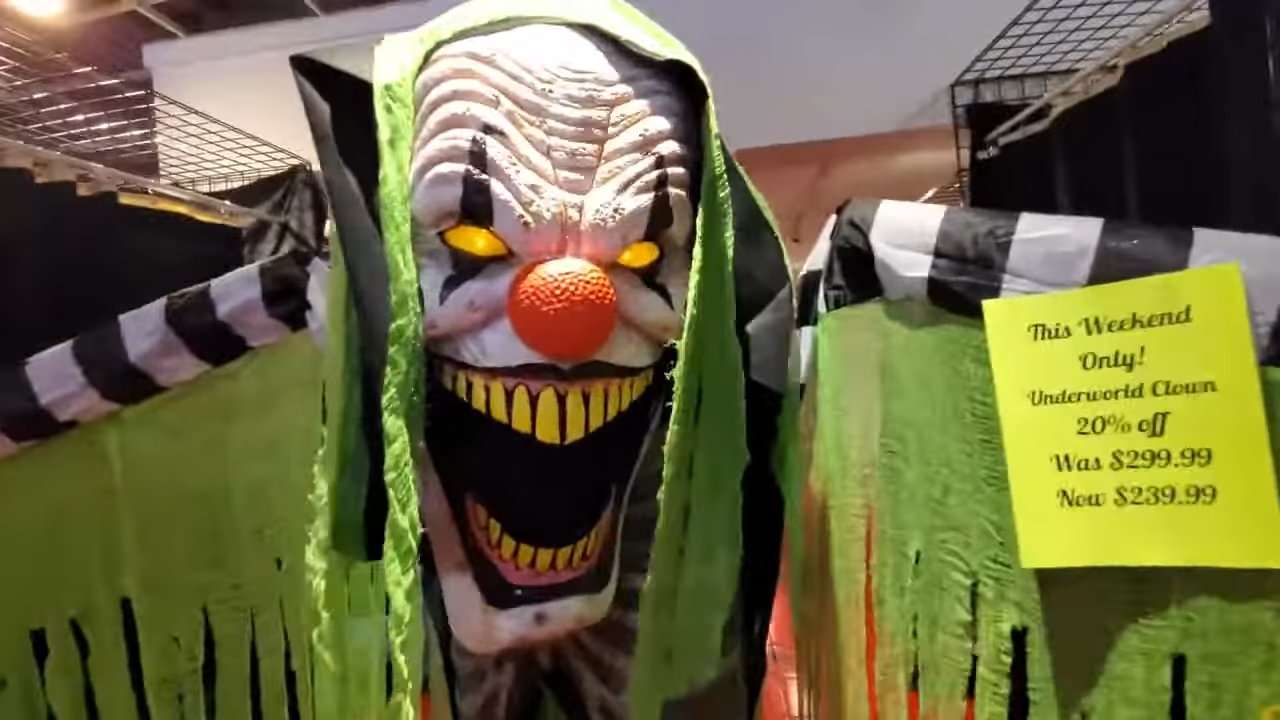 This Weekend
Only!
Underworld Clown
20% off
Was $299.99
Now $239.99